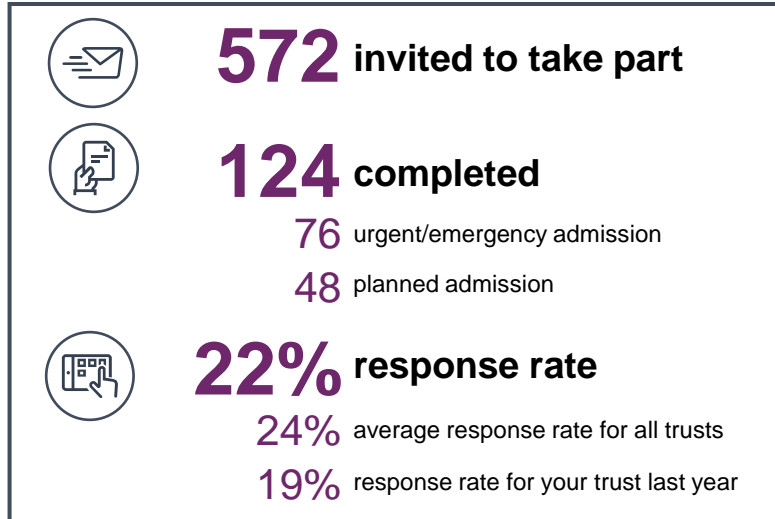 572 invited to take part
124 completed
76 urgent/emergency admission
48 planned admission
22% response rate
24% average response rate for all trusts
19% response rate for your trust last year